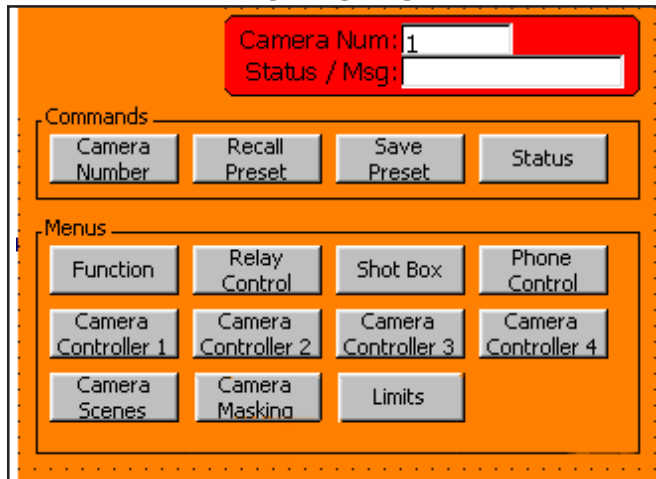 Camera Num: 1
Status / Msg:
Commands
Camera Number
Recall Preset
Save Preset
Status
Menus
Function
Relay Control
Shot Box
Phone Control
Camera Controller 1
Camera Controller 2
Camera Controller 3
Camera Controller 4
Camera Scenes
Camera Masking
Limits